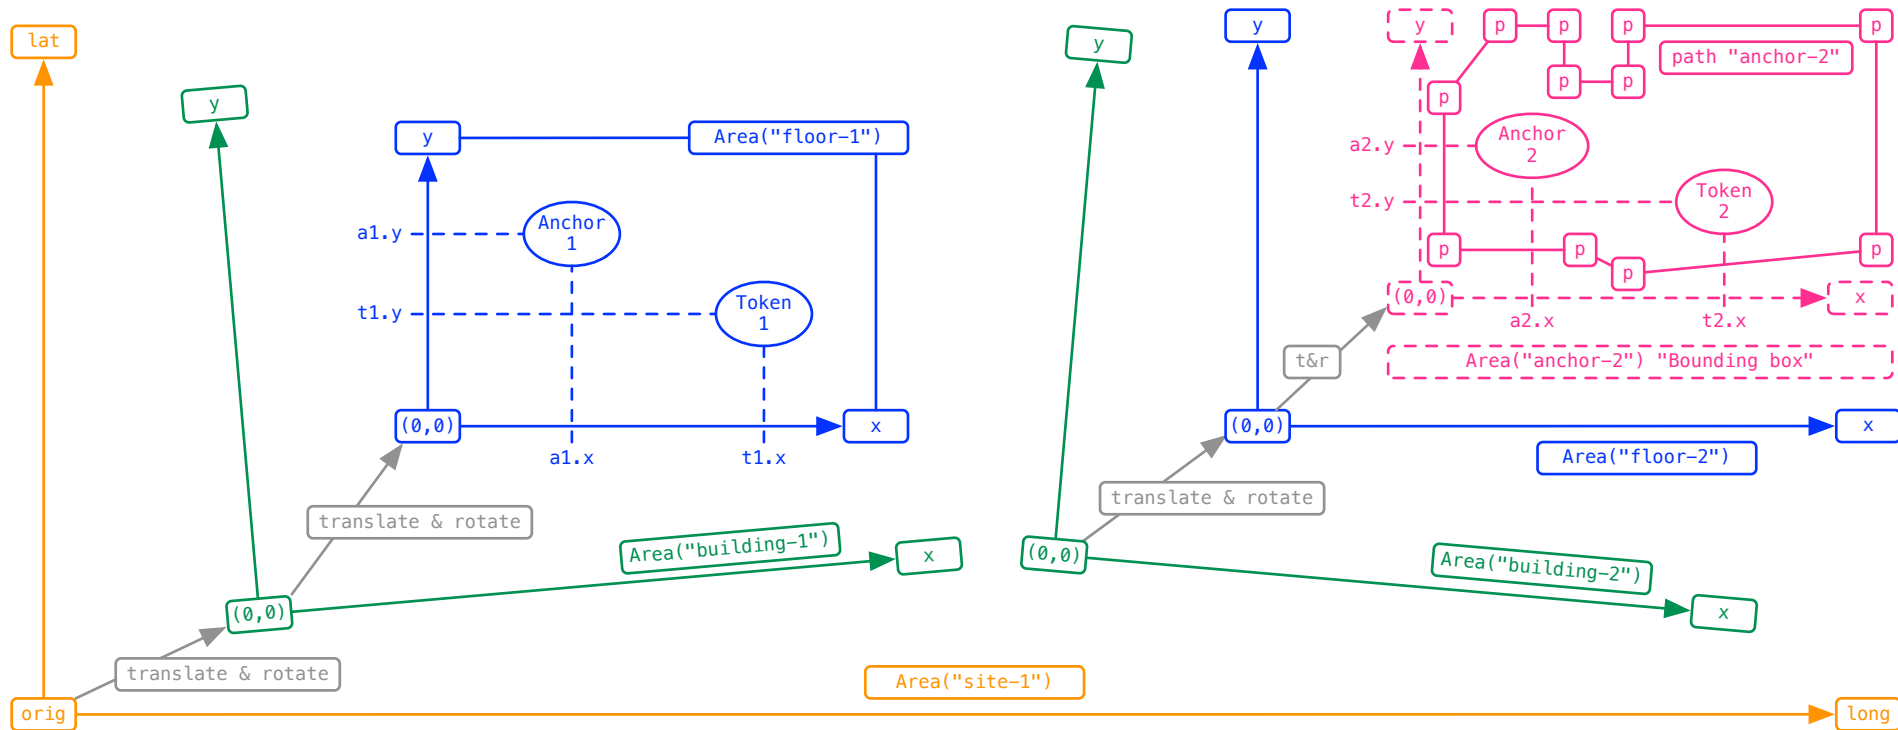 lat
y
y
Area("floor-1")
a1.y
Anchor
1
t1.y
Token
1
(0,0)
x
a1.x
t1.x
translate & rotate
Area("building-1")
x
(0,0)
translate & rotate
orig
Area("site-1")
long
y
y
y
p
p
p
p
path "anchor-2"
p
p
p
a2.y
Anchor
2
t2.y
Token
2
p
p
p
p
(0,0)
x
a2.x
t2.x
t&r
Area("anchor-2") "Bounding box"
(0,0)
x
Area("floor-2")
translate & rotate
(0,0)
Area("building-2")
x